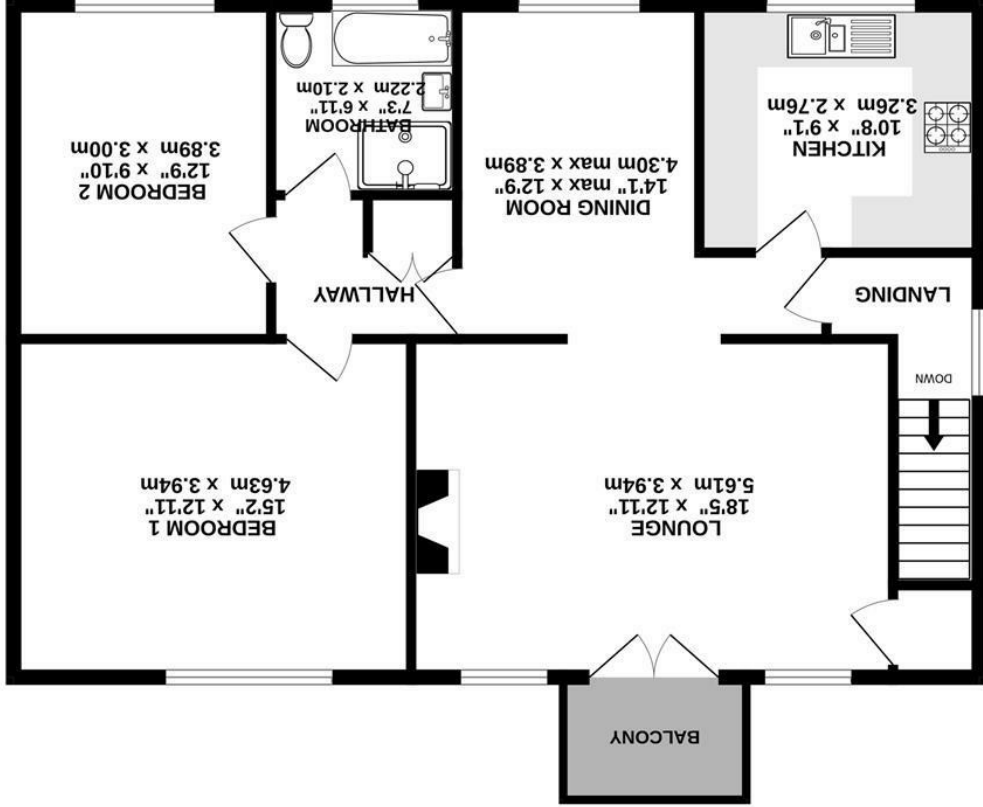 BALCONY
LOUNGE
18'5" x 12'11"
5.61m x 3.94m
BEDROOM 1
15'2" x 12'11"
4.63m x 3.94m
DOWN
LANDING
HALLWAY
KITCHEN
10'8" x 9'1"
3.26m x 2.76m
DINING ROOM
14'1" max x 12'9"
4.30m max x 3.89m
BATHROOM
7'3" x 6'11"
2.22m x 2.10m
BEDROOM 2
12'9" x 9'10"
3.89m x 3.00m